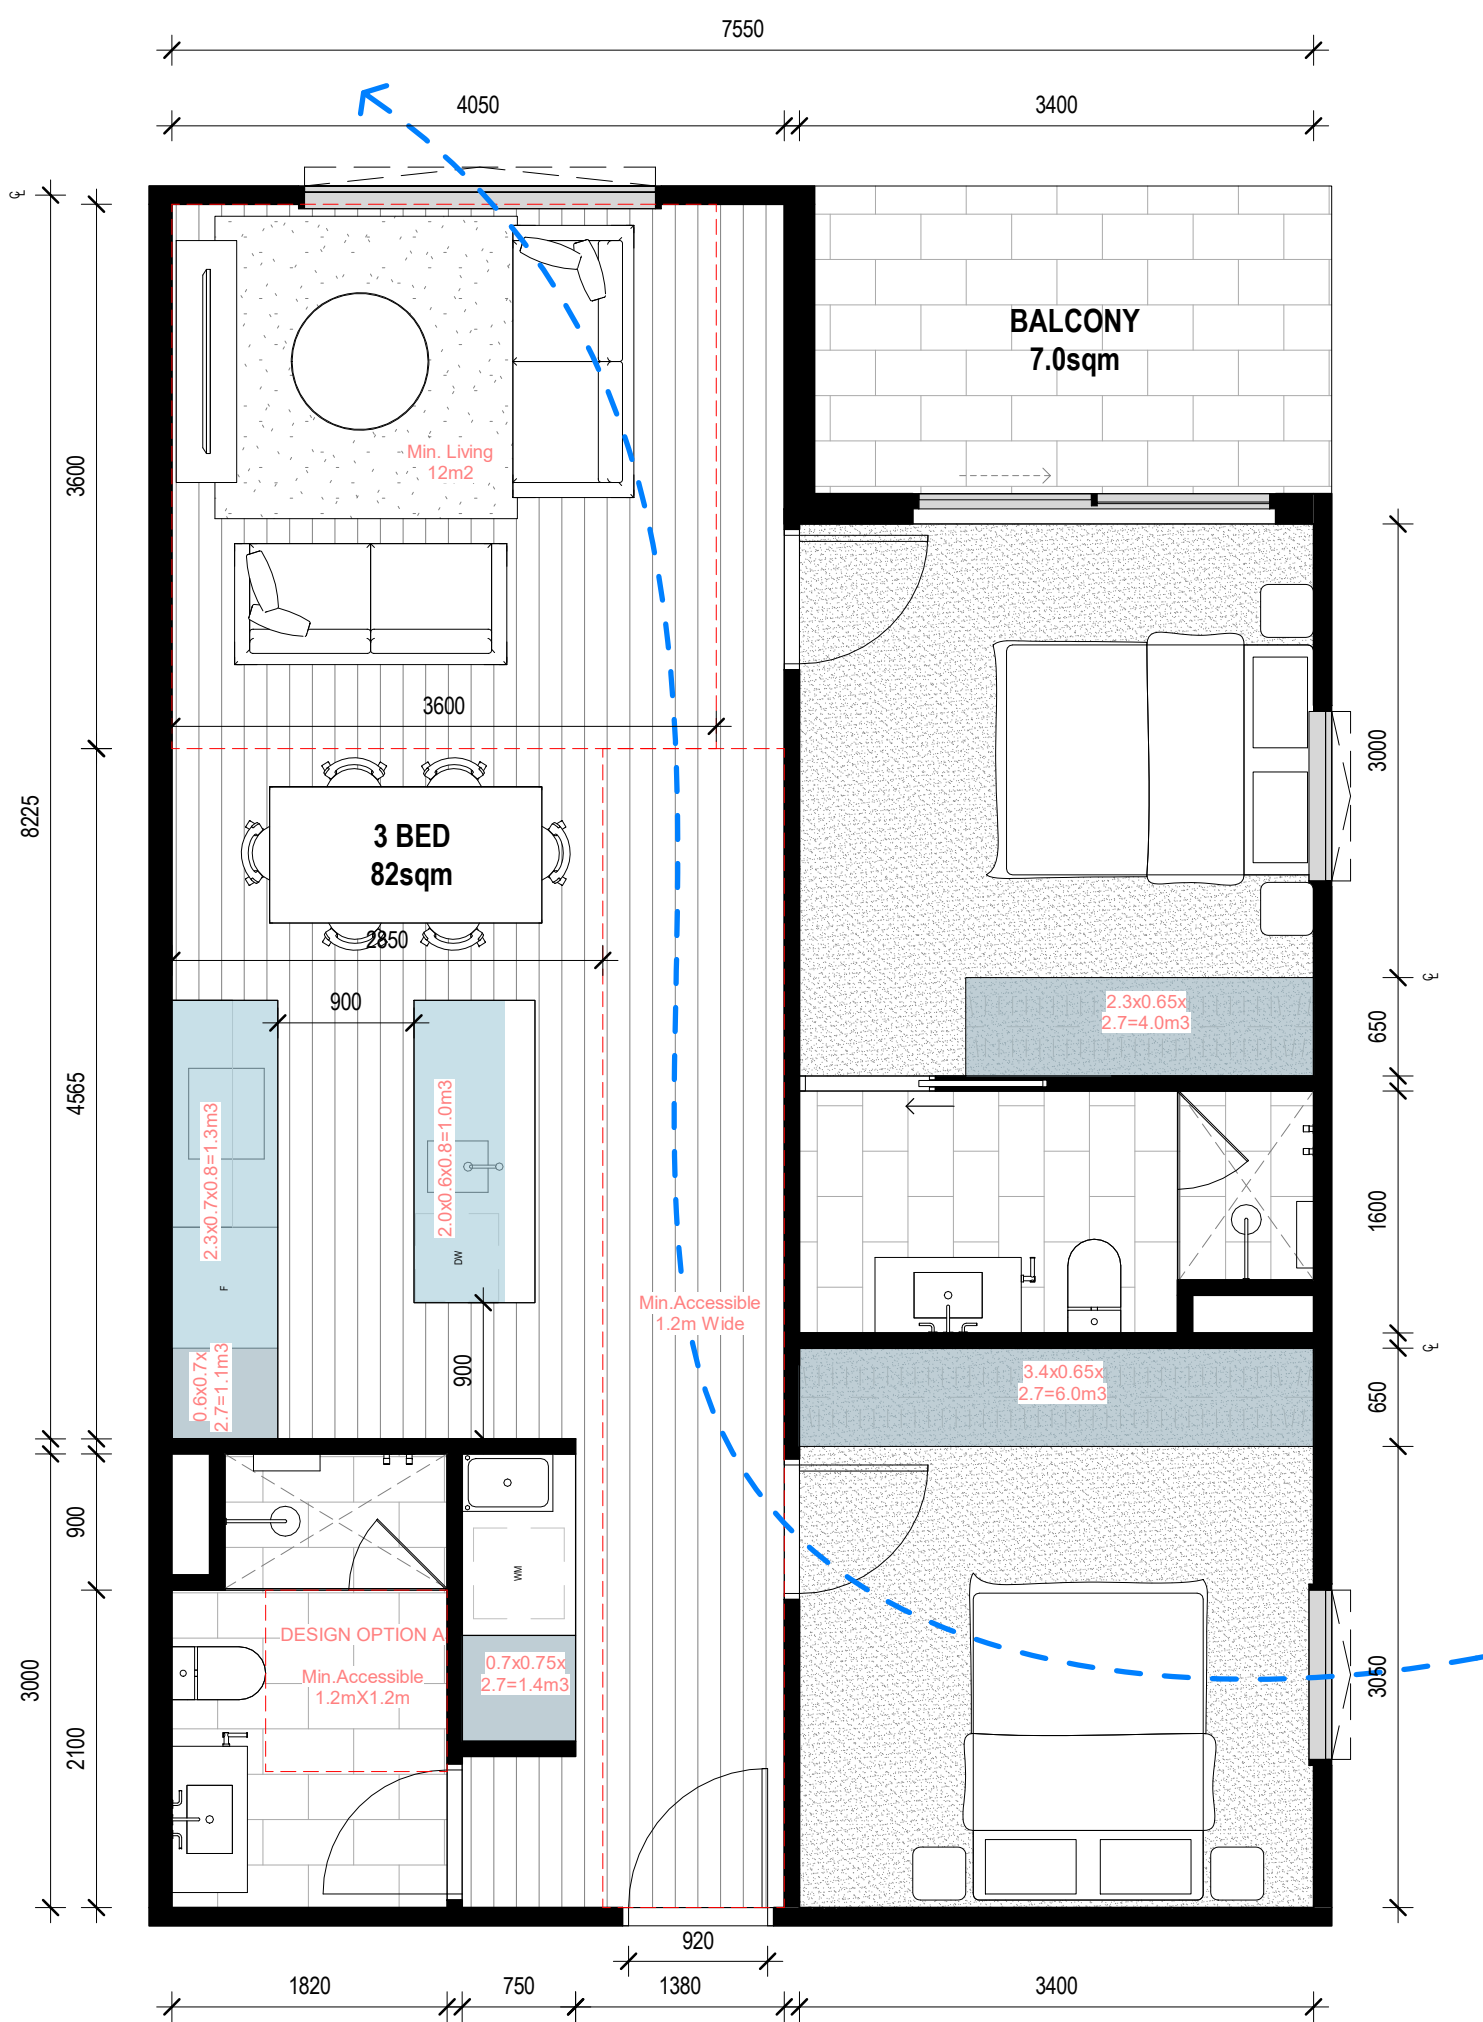 7550
4050
3400
℄
BALCONY
7.0sqm
Min. Living
12m2
3600
3600
3000
8225
3 BED
82sqm
2850
900
2.3x0.65x
2.7=4.0m3
℄
650
4565
2.3x0.7x0.8=1.3m3
2.0x0.6x0.8=1.0m3
DW
F
1600
Min.Accessible
1.2m Wide
0.6x0.7x
2.7=1.1m3
900
3.4x0.65x
2.7=6.0m3
℄
650
900
WM
DESIGN OPTION A
Min.Accessible
1.2mX1.2m
0.7x0.75x
2.7=1.4m3
3050
3000
2100
920
1820
750
1380
3400